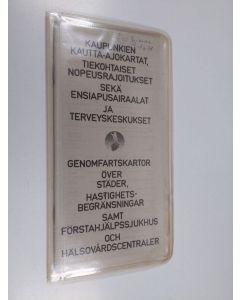 KAUPUNKIEN
KAUTTA-AJOKARTAT,
TIEKOHTAISET
NOPEUSRAJOITUKSET
SEKÄ
ENSIAPUSAIRAALAT
JA
TERVEYSKESKUKSET
GENOMFARTSKARTOR
ÖVER
STÄDER,
HASTIGHETS-
BEGRÄNSNINGAR
SAMT
FÖRSTAHJÄLPSSJUKHUS
OCH
HÄLSOVÅRDSCENTRALER